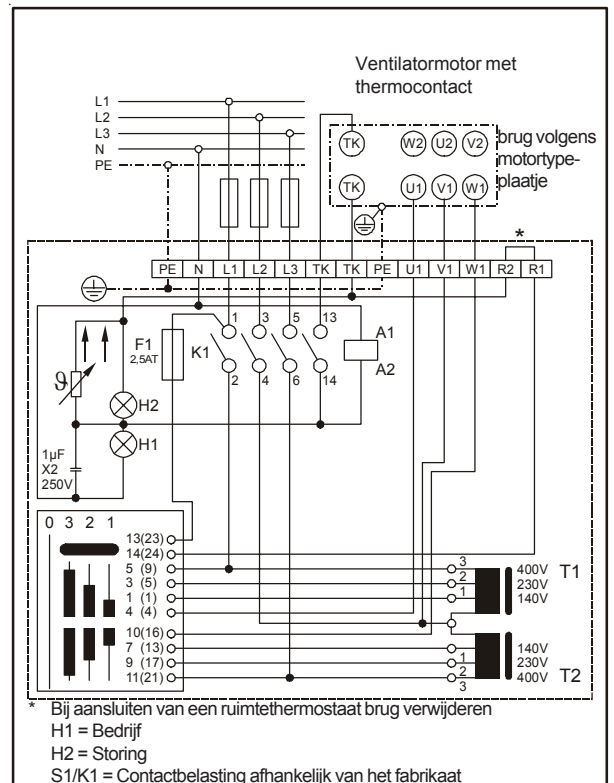 Ventilatormotor met
thermocontact
L1
L2
L3
N
PE
TK W2 U2 V2
brug volgens
motortype-
plaatje
TK U1 V1 W1
*
PE N L1 L2 L3 TK TK PE U1 V1 W1 R2 R1
1 3 5 13
F1
2,5AT
K1
A1
A2
2 4 6 14
ϑ
H2
H1
1µF
X2
250V
0 3 2 1
13(23)
14(24)
5 (9)
3 (5)
1 (1)
4 (4)
10(16)
7 (13)
9 (17)
11(21)
3 400V T1
2 230V
1 140V
140V
1 230V
2 400V T2
3
* Bij aansluiten van een ruimtethermostaat brug verwijderen
H1 = Bedrijf
H2 = Storing
S1/K1 = Contactbelasting afhankelijk van het fabrikaat